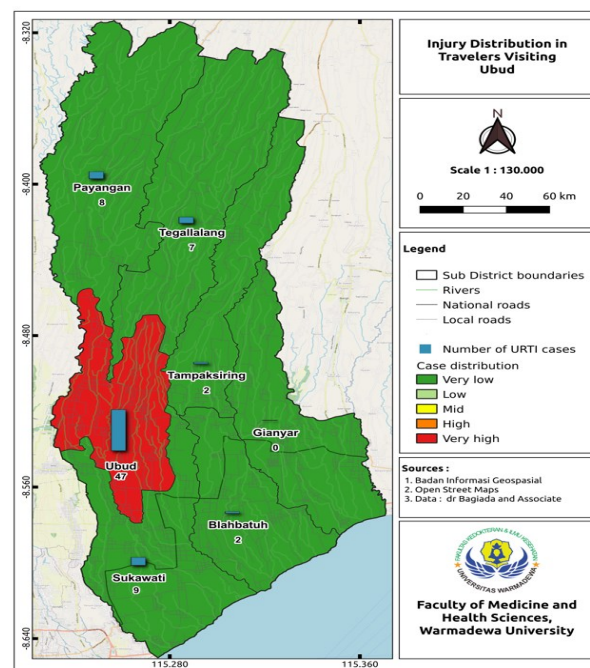 Injury Distribution in
Travelers Visiting
Ubud
N
Scale 1 : 130.000
0 20 40 60 km
Legend
Sub District boundaries
Rivers
National roads
Local roads
Number of URTI cases
Case distribution
Very low
Low
Mid
High
Very high
Sources :
1. Badan Informasi Geospasial
2. Open Street Maps
3. Data : dr Bagiada and Associate
FAKULTAS KEDOKTERAN & ILMU KESEHATAN
UNIVERSITAS WARMADEWA
Faculty of Medicine and
Health Sciences,
Warmadewa University
-8.320
-8.400
-8.480
-8.560
-8.640
115.280
115.360
Payangan
8
Tegallalang
7
Tampaksiring
2
Gianyar
0
Ubud
47
Blahbatuh
2
Sukawati
9